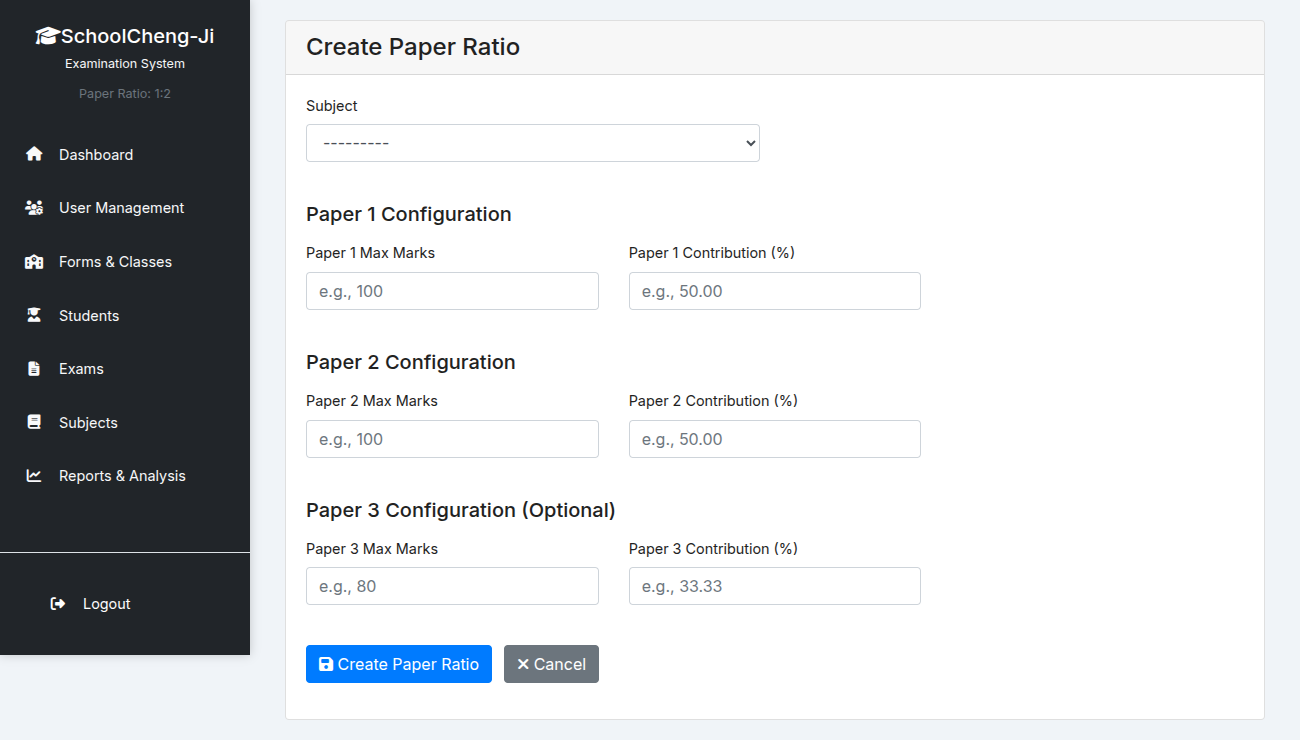 SchoolCheng-Ji
Examination System
Paper Ratio: 1:2
Dashboard
User Management
Forms & Classes
Students
Exams
Subjects
Reports & Analysis
Logout
Create Paper Ratio
Subject
---------
Paper 1 Configuration
Paper 1 Max Marks Paper 1 Contribution (%)
e.g., 100 e.g., 50.00
Paper 2 Configuration
Paper 2 Max Marks Paper 2 Contribution (%)
e.g., 100 e.g., 50.00
Paper 3 Configuration (Optional)
Paper 3 Max Marks Paper 3 Contribution (%)
e.g., 80 e.g., 33.33
Create Paper Ratio Cancel